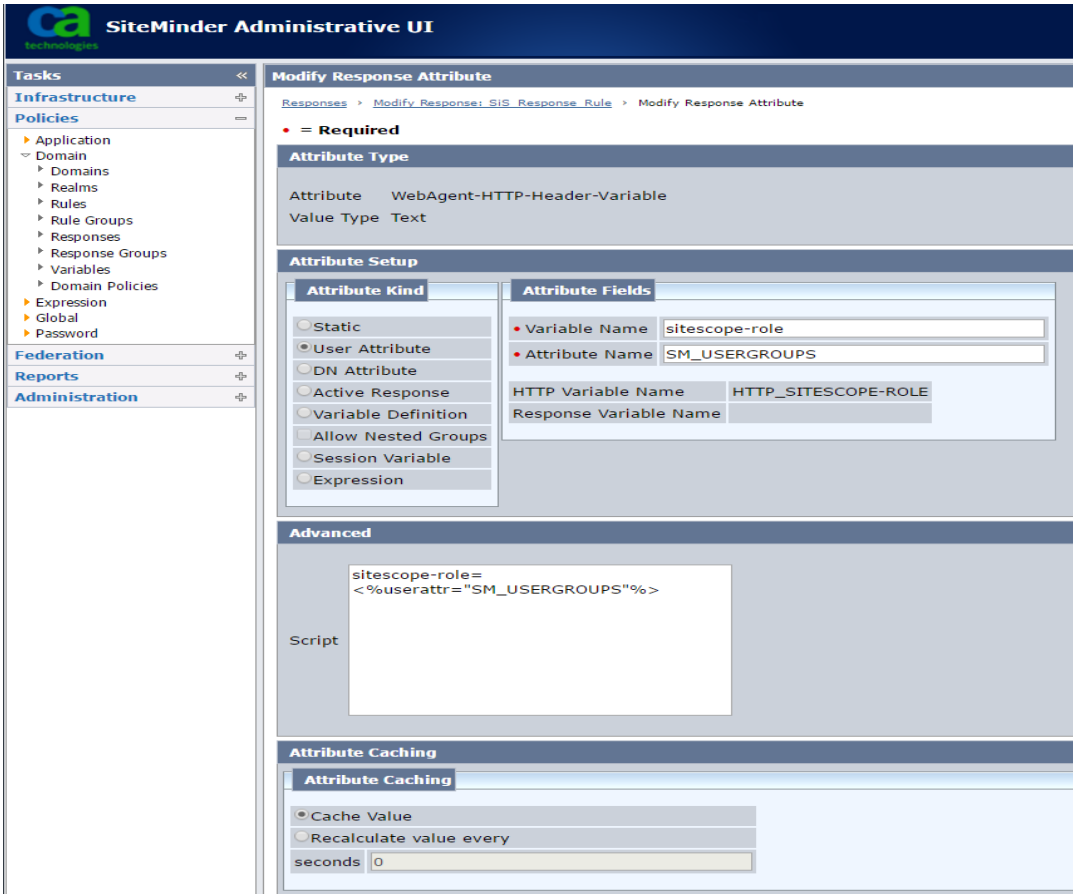 ca
technologies
SiteMinder Administrative UI
Tasks «
Infrastructure
Policies
Application
Domain
Domains
Realms
Rules
Rule Groups
Responses
Response Groups
Variables
Domain Policies
Expression
Global
Password
Federation
Reports
Administration
Modify Response Attribute
Responses › Modify Response: SiS Response Rule › Modify Response Attribute
• = Required
Attribute Type
Attribute WebAgent-HTTP-Header-Variable
Value Type Text
Attribute Setup
Attribute Kind
Static
User Attribute
DN Attribute
Active Response
Variable Definition
Allow Nested Groups
Session Variable
Expression
Attribute Fields
• Variable Name sitescope-role
• Attribute Name SM_USERGROUPS
HTTP Variable Name HTTP_SITESCOPE-ROLE
Response Variable Name
Advanced
Script
sitescope-role=
<%userattr="SM_USERGROUPS"%>
Attribute Caching
Attribute Caching
Cache Value
Recalculate value every
seconds 0